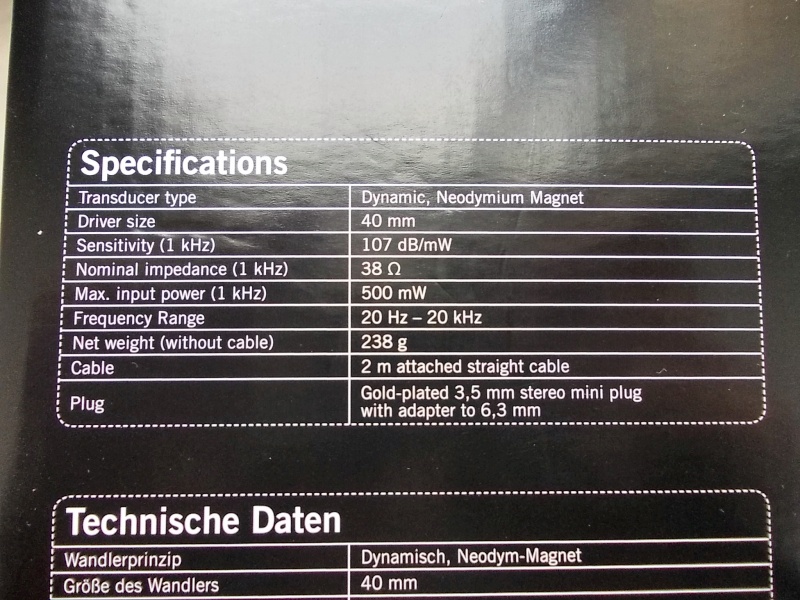 Specifications
Transducer type Dynamic, Neodymium Magnet
Driver size 40 mm
Sensitivity (1 kHz) 107 dB/mW
Nominal impedance (1 kHz) 38 Ω
Max. input power (1 kHz) 500 mW
Frequency Range 20 Hz – 20 kHz
Net weight (without cable) 238 g
Cable 2 m attached straight cable
Plug Gold-plated 3,5 mm stereo mini plug
with adapter to 6,3 mm
Technische Daten
Wandlerprinzip Dynamisch, Neodym-Magnet
Größe des Wandlers 40 mm